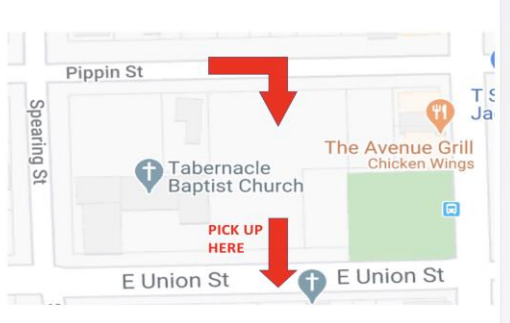 Pippin St
Spearing St
T S
Ja
The Avenue Grill
Chicken Wings
Tabernacle
Baptist Church
PICK UP
HERE
E Union St
E Union St